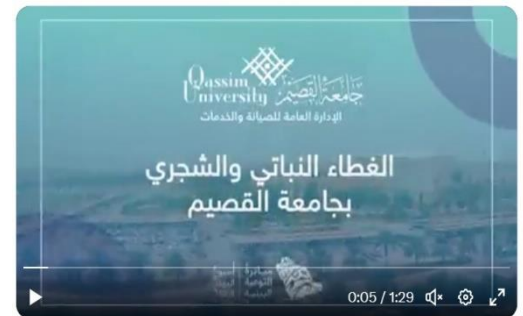 Qassim
University
جامعة القصيم
الإدارة العامة للصيانة والخدمات
الغطاء النباتي والشجري
بجامعة القصيم
0:05 / 1:29